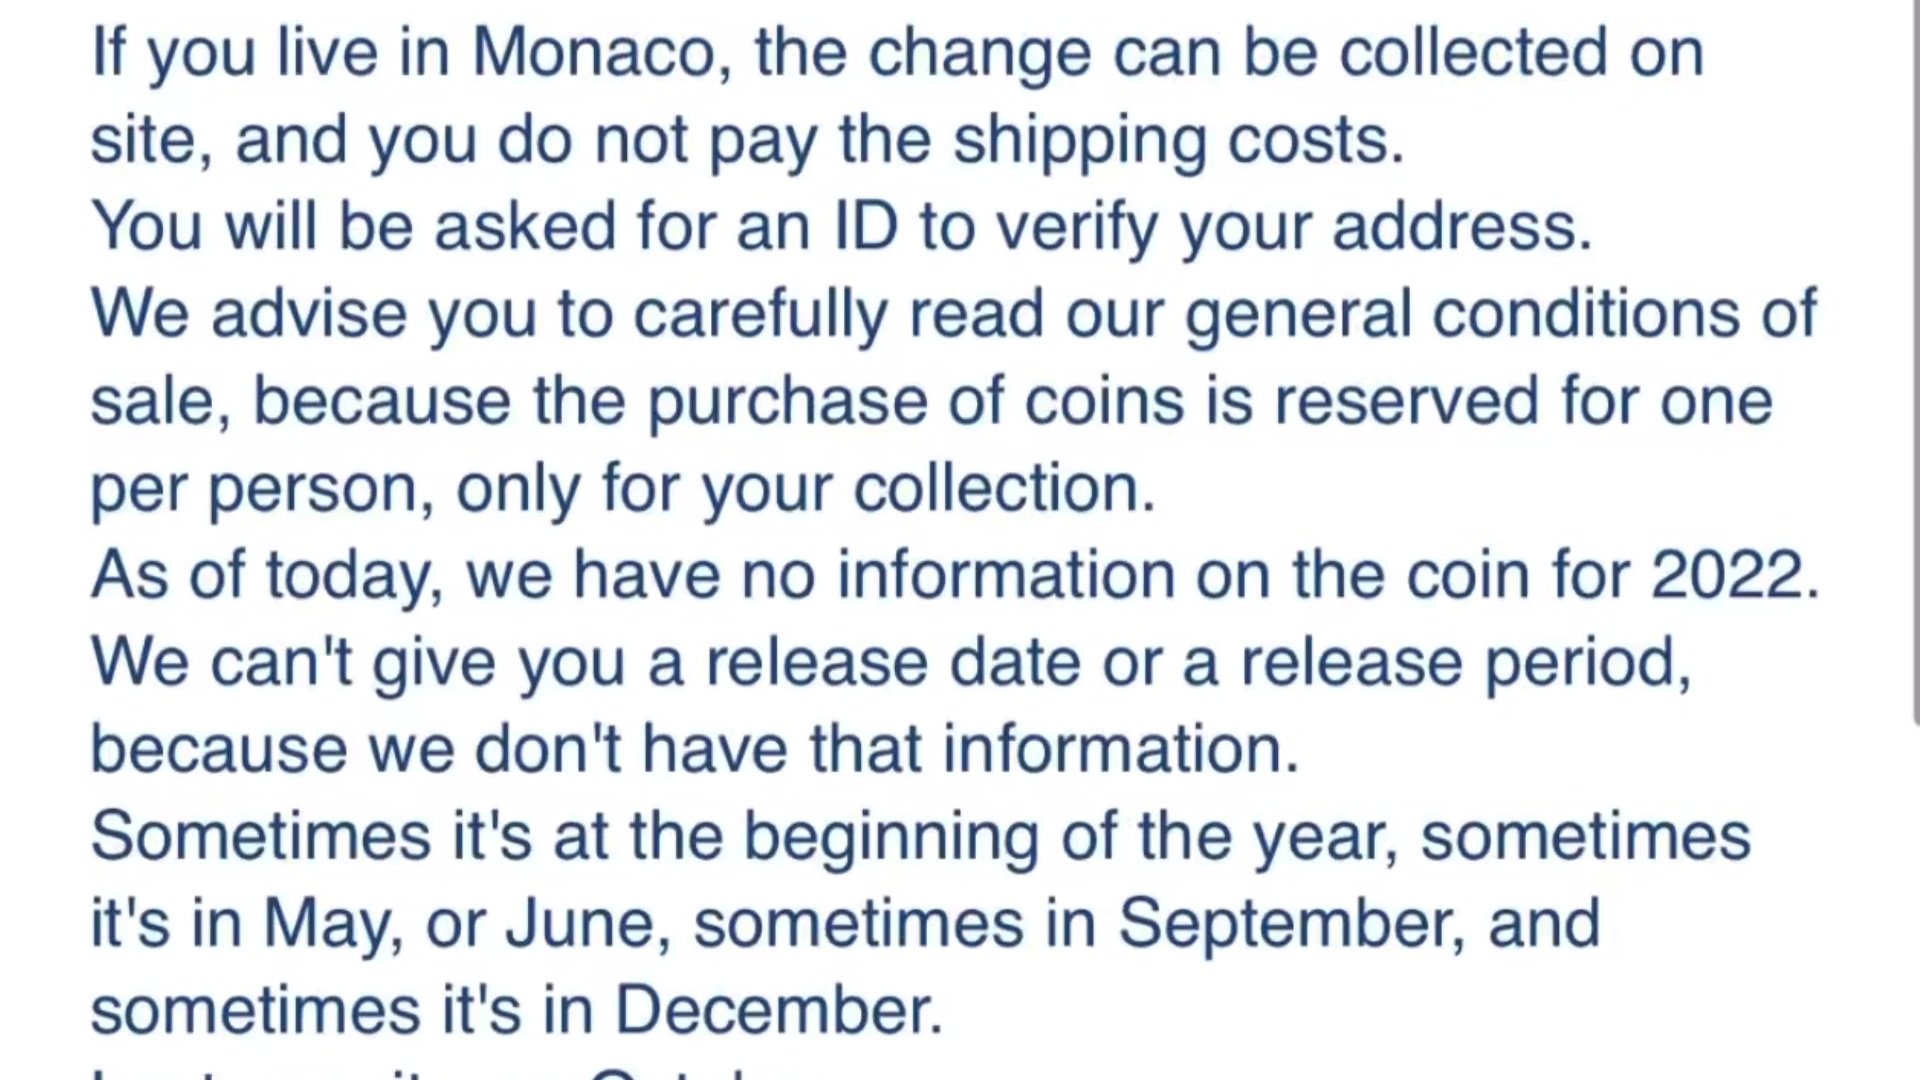 If you live in Monaco, the change can be collected on
site, and you do not pay the shipping costs.
You will be asked for an ID to verify your address.
We advise you to carefully read our general conditions of
sale, because the purchase of coins is reserved for one
per person, only for your collection.
As of today, we have no information on the coin for 2022.
We can't give you a release date or a release period,
because we don't have that information.
Sometimes it's at the beginning of the year, sometimes
it's in May, or June, sometimes in September, and
sometimes it's in December.